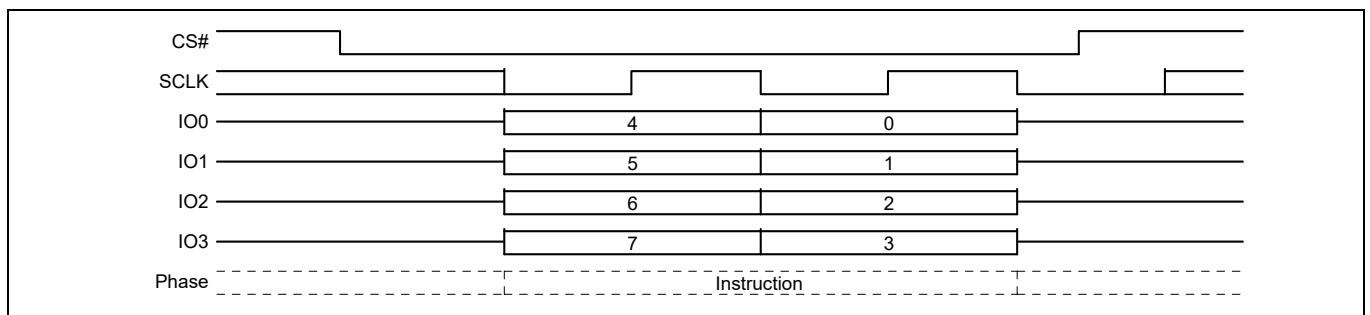 CS#
SCLK
IO0 4 0
IO1 5 1
IO2 6 2
IO3 7 3
Phase Instruction